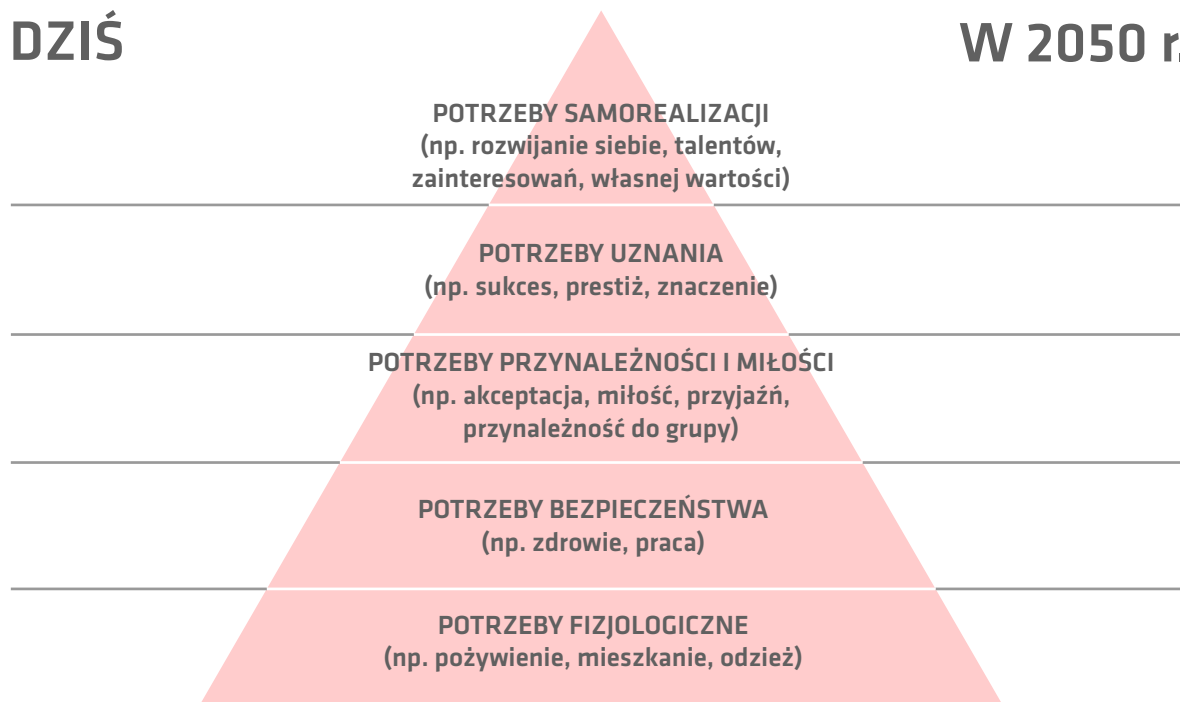 DZIŚ
W 2050 r.
POTRZEBY SAMOREALIZACJI
(np. rozwijanie siebie, talentów,
zainteresowań, własnej wartości)
POTRZEBY UZNANIA
(np. sukces, prestiż, znaczenie)
POTRZEBY PRZYNALEŻNOŚCI I MIŁOŚCI
(np. akceptacja, miłość, przyjaźń,
przynależność do grupy)
POTRZEBY BEZPIECZEŃSTWA
(np. zdrowie, praca)
POTRZEBY FIZJOLOGICZNE
(np. pożywienie, mieszkanie, odzież)